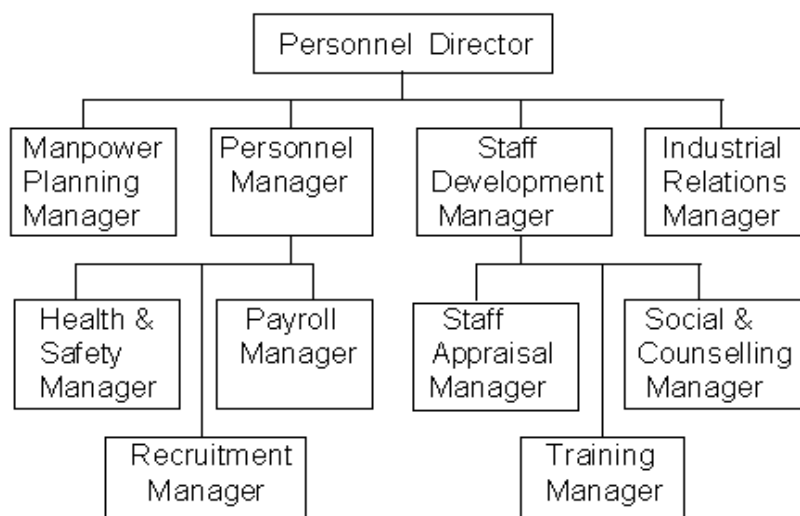 Personnel Director
Manpower
Planning
Manager
Personnel
Manager
Staff
Development
Manager
Industrial
Relations
Manager
Health &
Safety
Manager
Payroll
Manager
Staff
Appraisal
Manager
Social &
Counselling
Manager
Recruitment
Manager
Training
Manager